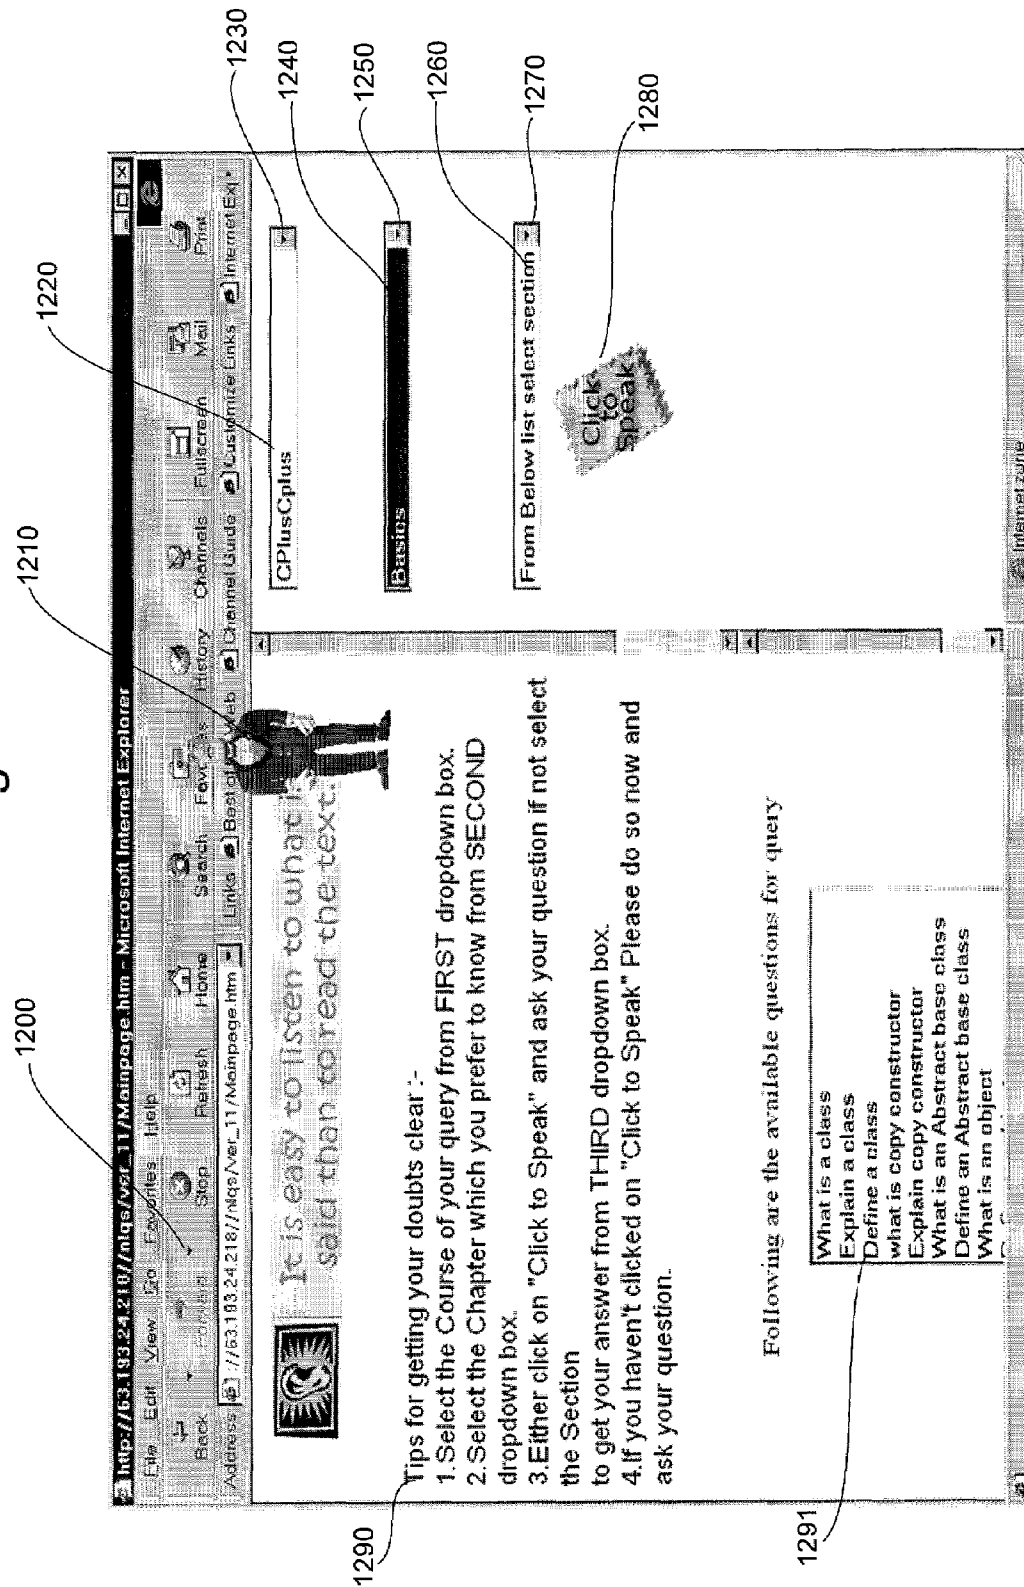 1200
1210
1220
1230
1240
1250
1260
1270
1280
1290
1291
http://63.193.24.218//nlqs/ver_11/Mainpage.htm - Microsoft Internet Explorer
File Edit View Go Favorites Help
Back Forward Stop Refresh Home Search Favorites History Channels Fullscreen Mail Print
Address ://63.193.24.218//nlqs/ver_11/Mainpage.htm Links Best of Web Channel Guide Customize Links Internet Ex
It is easy to listen to what i
said than to read the text.
CPlusCplus
Basics
From Below list select section
Click
to
Speak
Tips for getting your doubts clear :-
1.Select the Course of your query from FIRST dropdown box.
2.Select the Chapter which you prefer to know from SECOND
dropdown box.
3.Either click on "Click to Speak" and ask your question if not select
the Section
to get your answer from THIRD dropdown box.
4.If you haven't clicked on "Click to Speak" Please do so now and
ask your question.
Following are the available questions for query
What is a class
Explain a class
Define a class
what is copy constructor
Explain copy constructor
What is an Abstract base class
Define an Abstract base class
What is an object
Internet zone